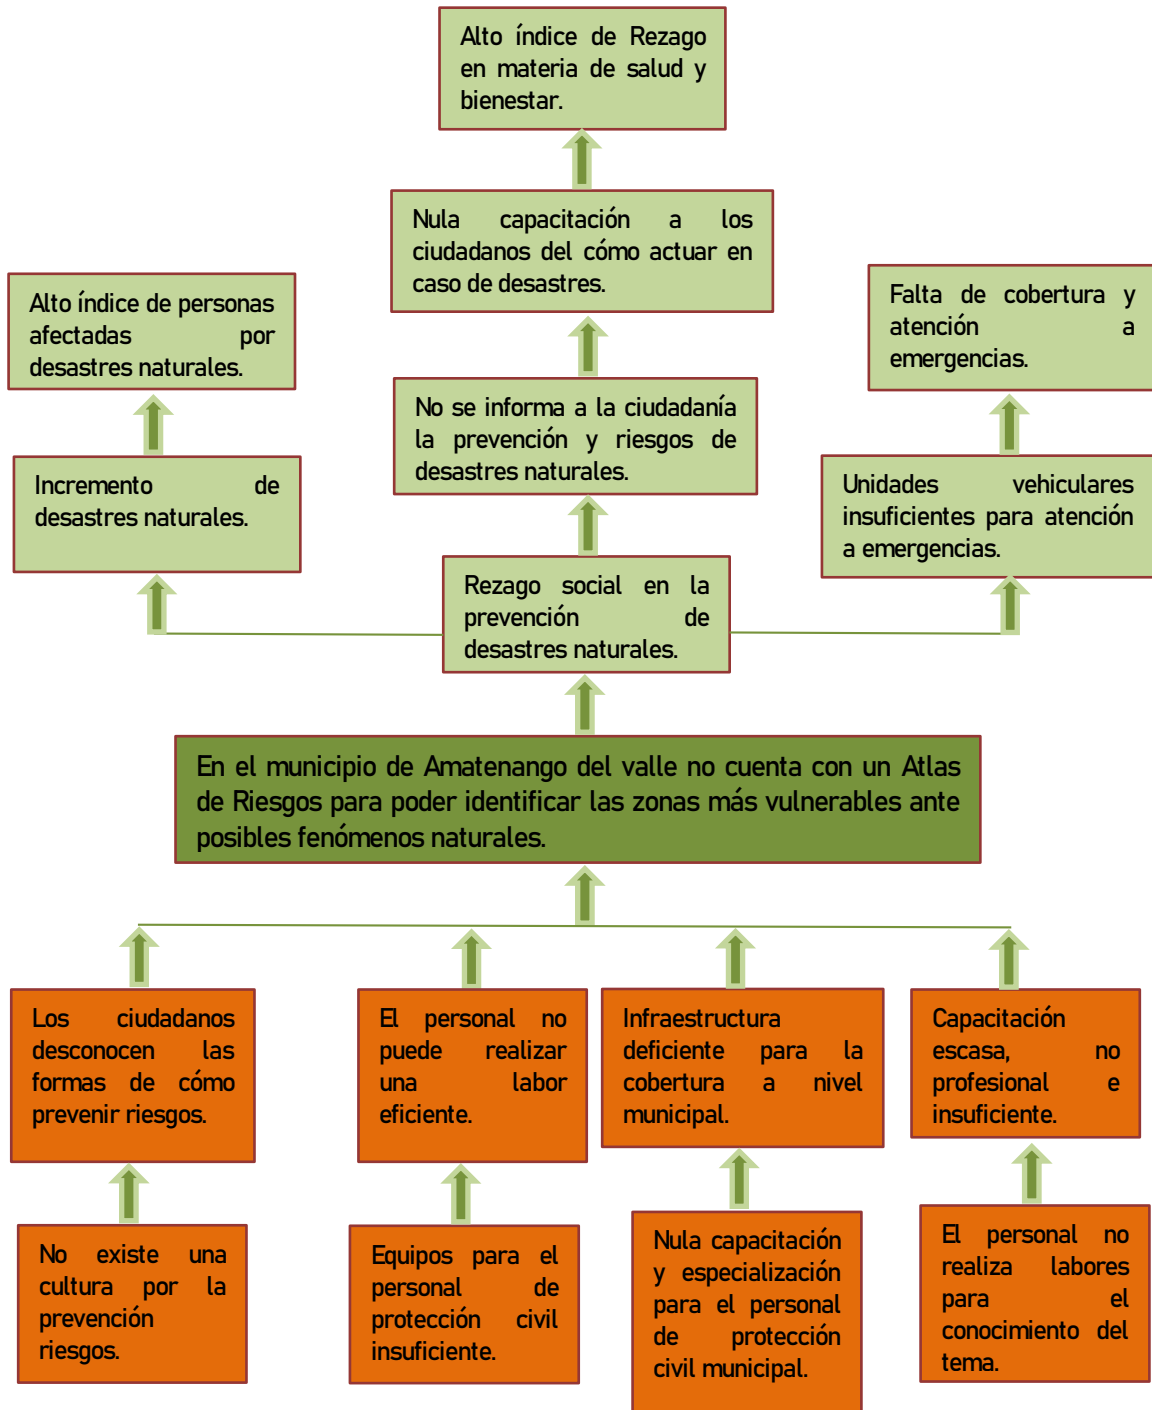 Alto índice de Rezago
en materia de salud y
bienestar.
Nula capacitación a los
ciudadanos del cómo actuar en
caso de desastres.
Alto índice de personas
afectadas por
desastres naturales.
Falta de cobertura y
atención a
emergencias.
No se informa a la ciudadanía
la prevención y riesgos de
desastres naturales.
Incremento de
desastres naturales.
Unidades vehiculares
insuficientes para atención
a emergencias.
Rezago social en la
prevención de
desastres naturales.
En el municipio de Amatenango del valle no cuenta con un Atlas
de Riesgos para poder identificar las zonas más vulnerables ante
posibles fenómenos naturales.
Los ciudadanos
desconocen las
formas de cómo
prevenir riesgos.
El personal no
puede realizar
una labor
eficiente.
Infraestructura
deficiente para la
cobertura a nivel
municipal.
Capacitación
escasa, no
profesional e
insuficiente.
No existe una
cultura por la
prevención
riesgos.
Equipos para el
personal de
protección civil
insuficiente.
Nula capacitación
y especialización
para el personal
de protección
civil municipal.
El personal no
realiza labores
para el
conocimiento del
tema.